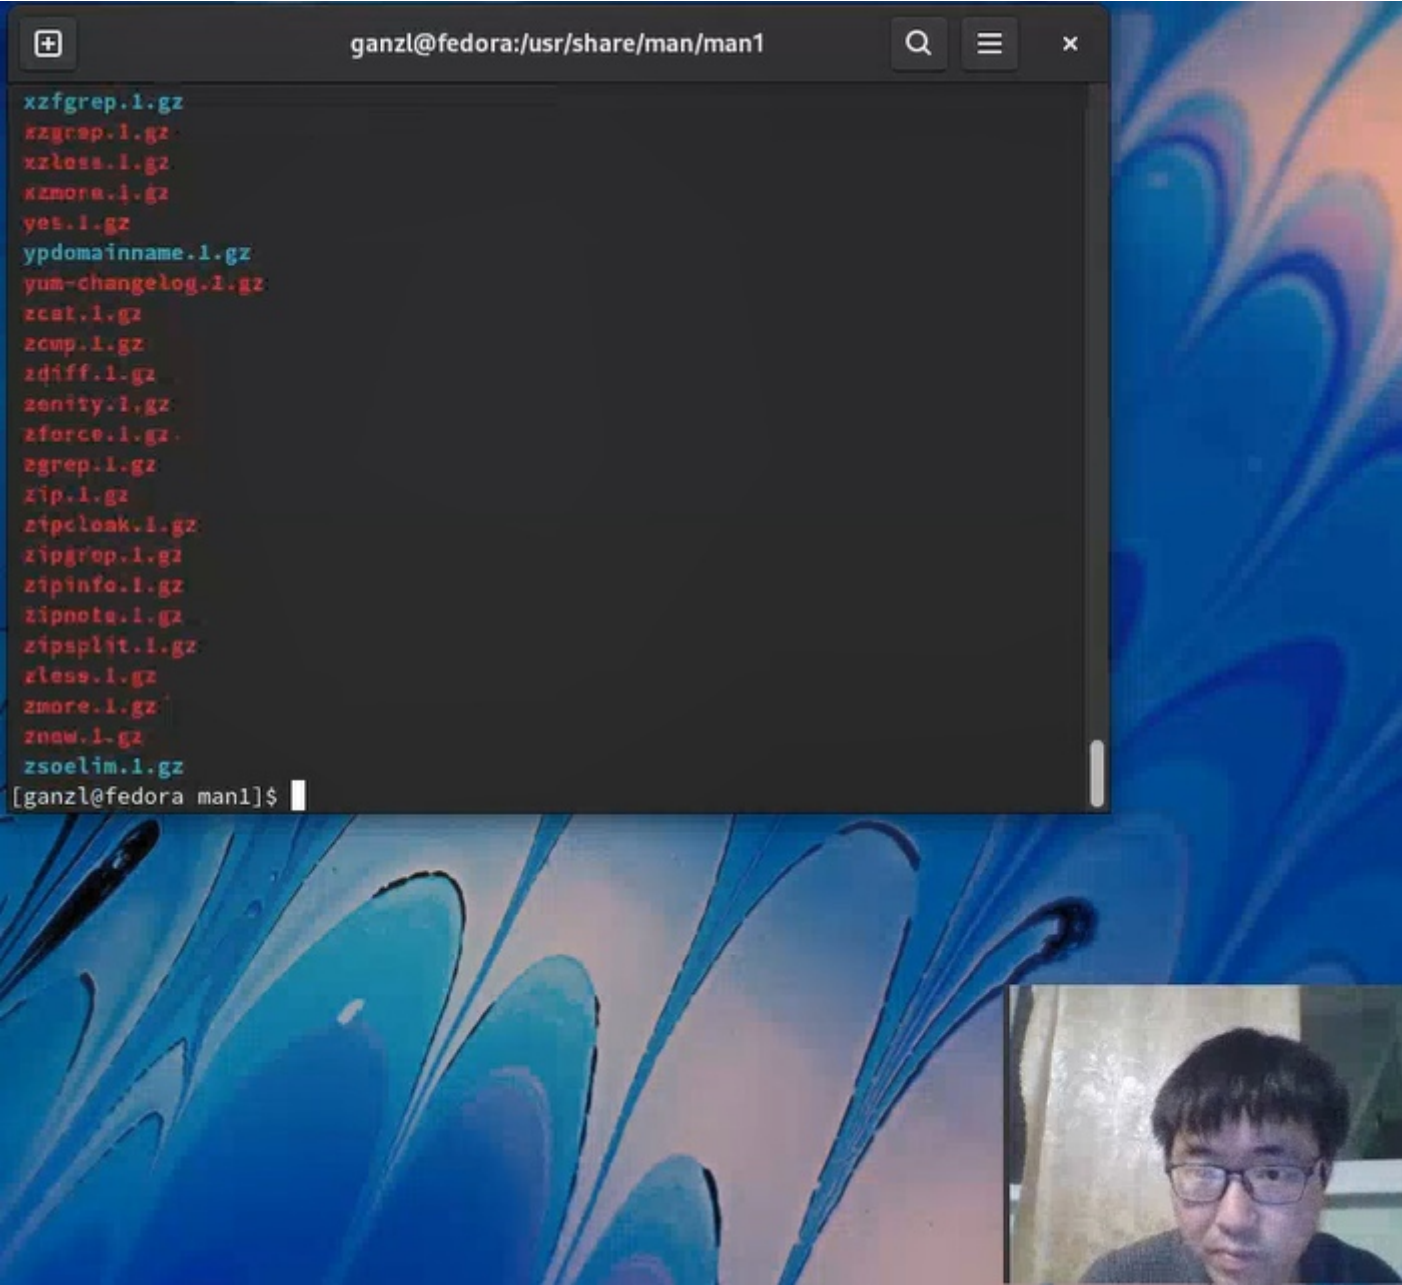 ganzl@fedora:/usr/share/man/man1
xzfgrep.1.gz
xzgrep.1.gz
xzless.1.gz
xzmore.1.gz
yes.1.gz
ypdomainname.1.gz
yum-changelog.1.gz
zcat.1.gz
zcmp.1.gz
zdiff.1.gz
zenity.1.gz
zforce.1.gz
zgrep.1.gz
zip.1.gz
zipcloak.1.gz
zipgrep.1.gz
zipinfo.1.gz
zipnote.1.gz
zipsplit.1.gz
zless.1.gz
zmore.1.gz
znew.1.gz
zsoelim.1.gz
[ganzl@fedora man1]$